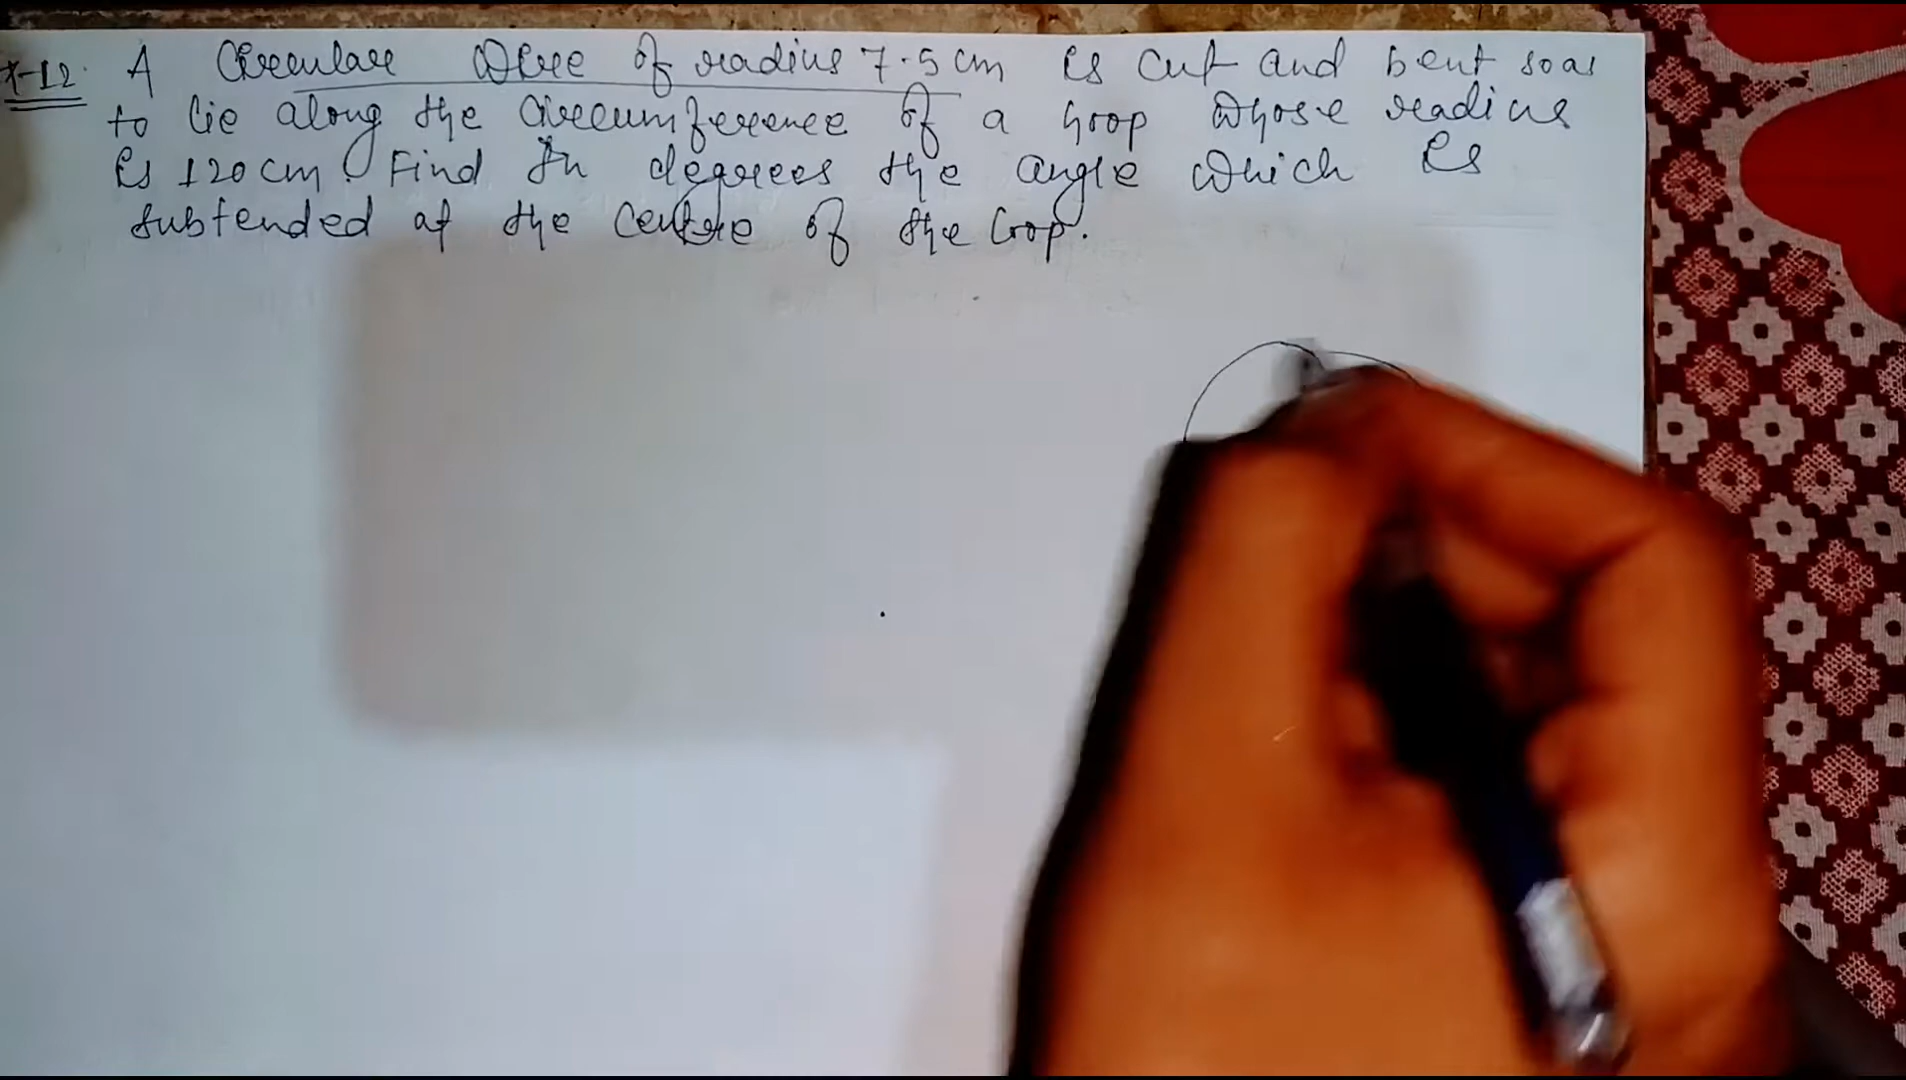 x-12. A Circular Wire of radius 7.5 cm is cut and bent so as
to lie along the circumference of a hoop whose radius
is 120 cm. Find In degrees the angle which is
subtended at the centre of the Loop.